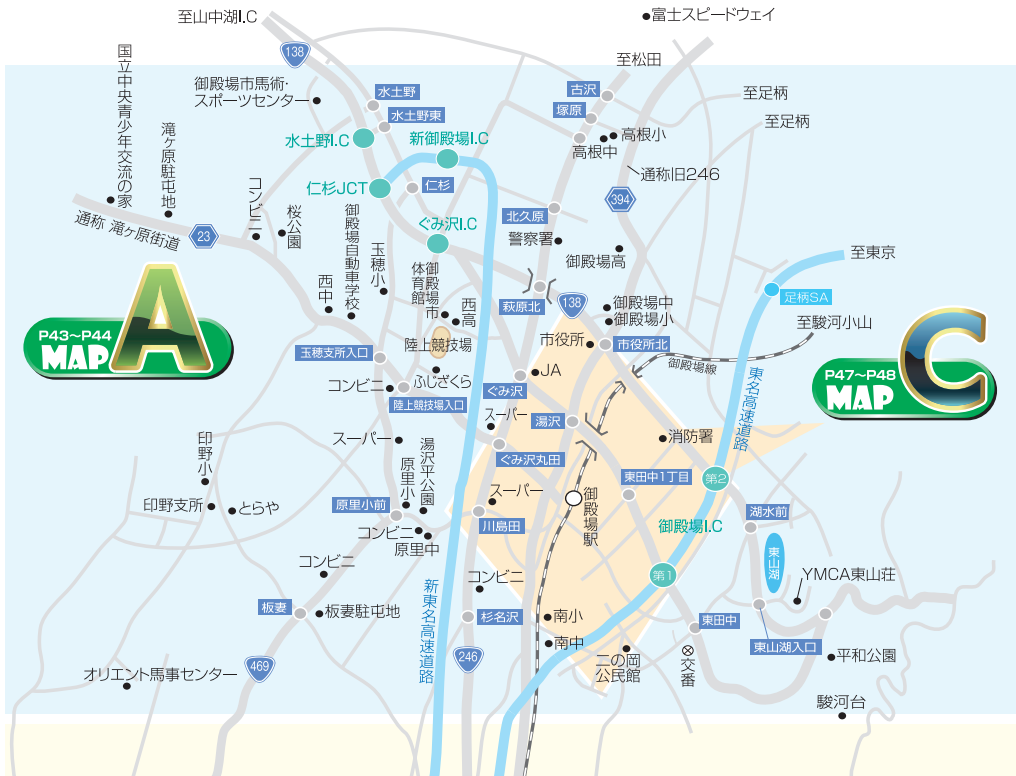 至山中湖I.C
富士スピードウェイ
138
至松田
国立中央青少年交流の家
御殿場市馬術・
スポーツセンター
水土野
古沢
至足柄
滝ヶ原駐屯地
水土野東
塚原
至足柄
水土野I.C
新御殿場I.C
高根小
高根中
通称旧246
コンビニ
仁杉JCT
仁杉
394
桜公園
御殿場自動車学校
ぐみ沢I.C
北久原
通称 滝ヶ原街道
23
玉穂小
警察署
御殿場高
至東京
西中
御殿場市
体育館
西高
萩原北
138
足柄SA
御殿場中
御殿場小
至駿河小山
P43〜P44
MAP
A
陸上競技場
市役所
市役所北
玉穂支所入口
御殿場線
東名高速道路
P47〜P48
MAP
C
コンビニ
ふじざくら
JA
ぐみ沢
陸上競技場入口
スーパー
湯沢
スーパー
消防署
印野小
湯沢平公園
ぐみ沢丸田
原里小
東田中1丁目
第2
印野支所
とらや
原里小前
スーパー
御殿場駅
御殿場I.C
湖水前
コンビニ
原里中
川島田
東山湖
コンビニ
新東名高速道路
コンビニ
第1
YMCA東山荘
板妻
板妻駐屯地
杉名沢
南小
東田中
東山湖入口
南中
246
二の岡
公民館
交番
平和公園
オリエント馬事センター
469
駿河台